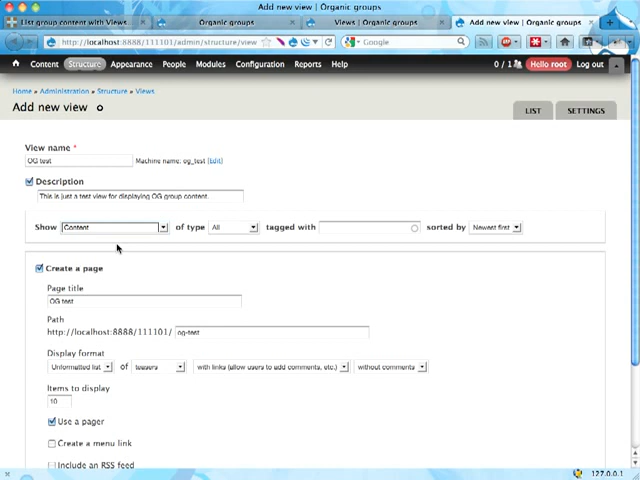 Add new view | Organic groups
List group content with Views...
Organic groups
Views | Organic groups
Add new view | Organic groups
http://localhost:8888/111101/admin/structure/view
Google
Content Structure Appearance People Modules Configuration Reports Help
0 / 1 Hello root Log out
Home » Administration » Structure » Views
Add new view
LIST SETTINGS
View name *
OG test Machine name: og_test [Edit]
Description
This is just a test view for displaying OG group content.
Show Content of type All tagged with sorted by Newest first
Create a page
Page title
OG test
Path
http://localhost:8888/111101/ og-test
Display format
Unformatted list of teasers with links (allow users to add comments, etc.) without comments
Items to display
10
Use a pager
Create a menu link
Include an RSS feed
127.0.0.1